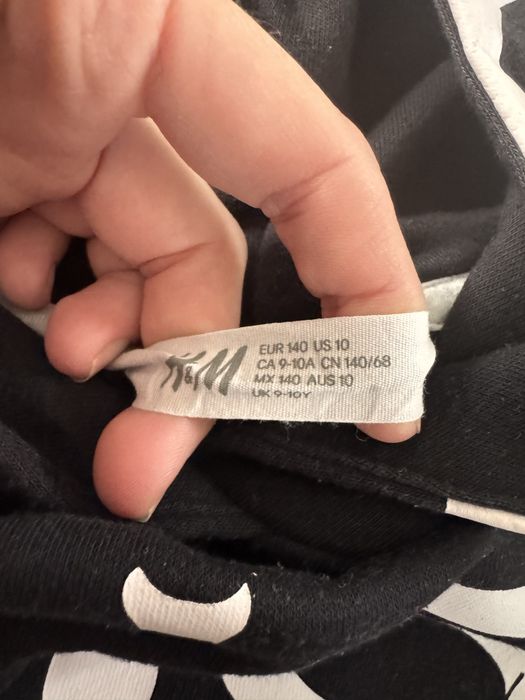 H&M
EUR 140 US 10
CA 9-10A CN 140/68
MX 140 AUS 10
UK 9-10Y